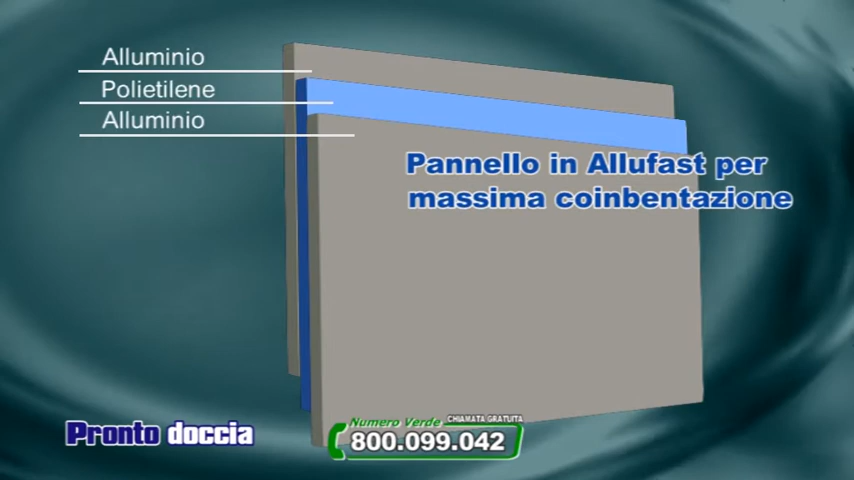 Alluminio
Polietilene
Alluminio
Pannello in Allufast per
massima coinbentazione
Pronto doccia
Numero Verde CHIAMATA GRATUITA
800.099.042